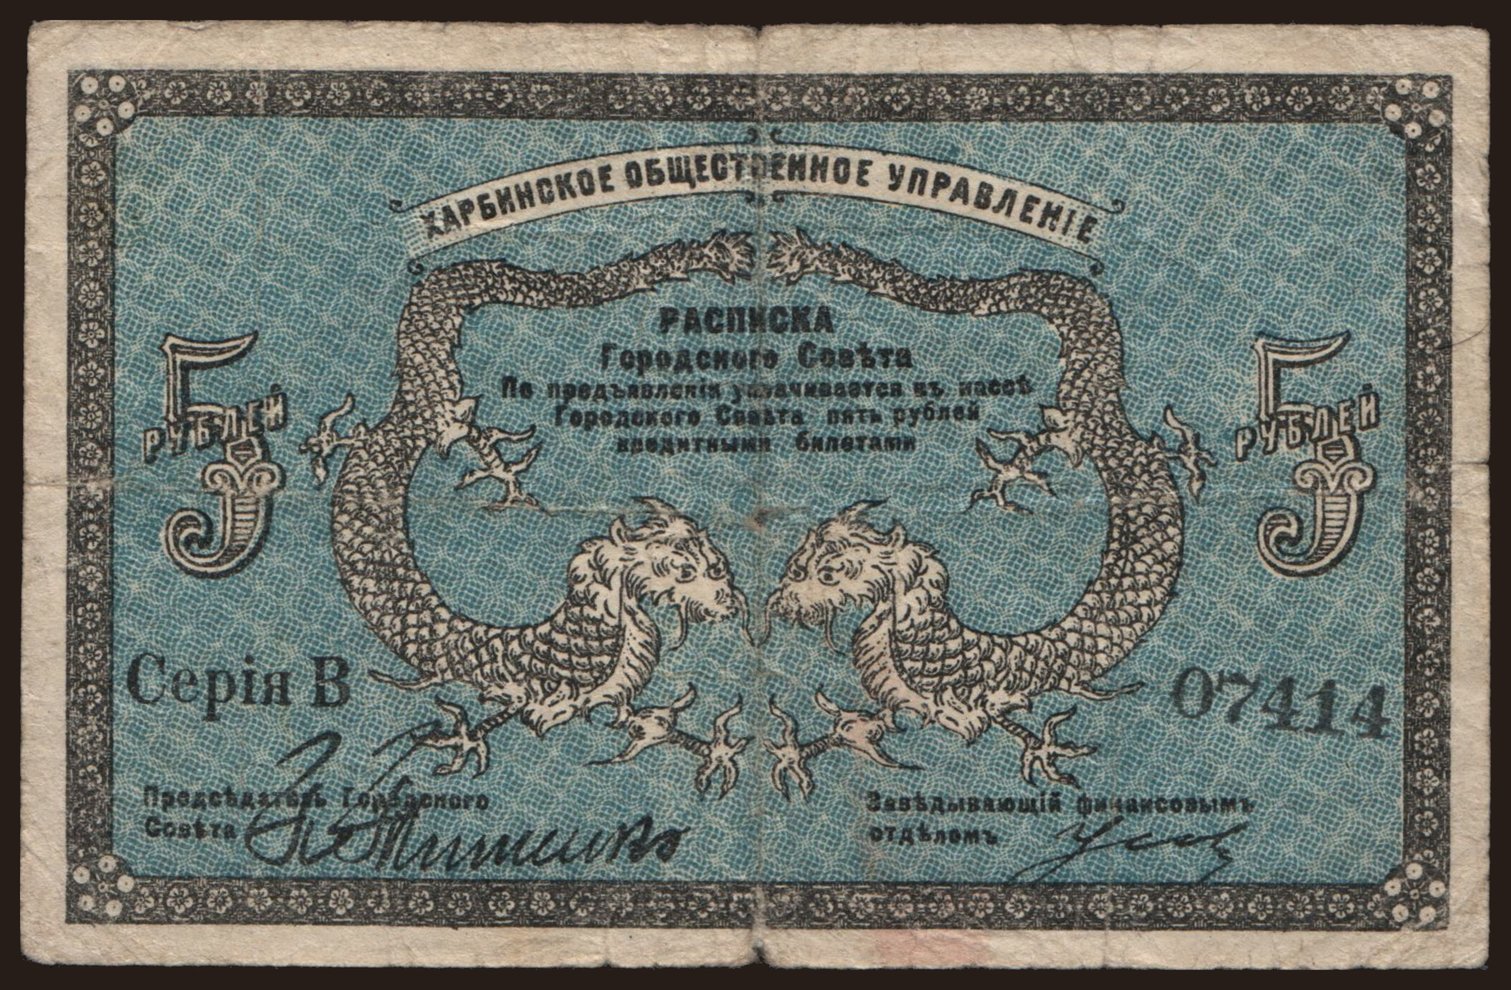 ХАРБИНСКОЕ ОБЩЕСТВЕННОЕ УПРАВЛЕНІЕ
РАСПИСКА
Городского Совѣта
По предъявленіи уплачивается въ кассѣ
Городского Совѣта пять рублей
кредитными билетами
5
РУБЛЕЙ
5
РУБЛЕЙ
Серія В
07414
Предсѣдатель Городского
Совѣта
Завѣдывающій финансовымъ
отдѣломъ